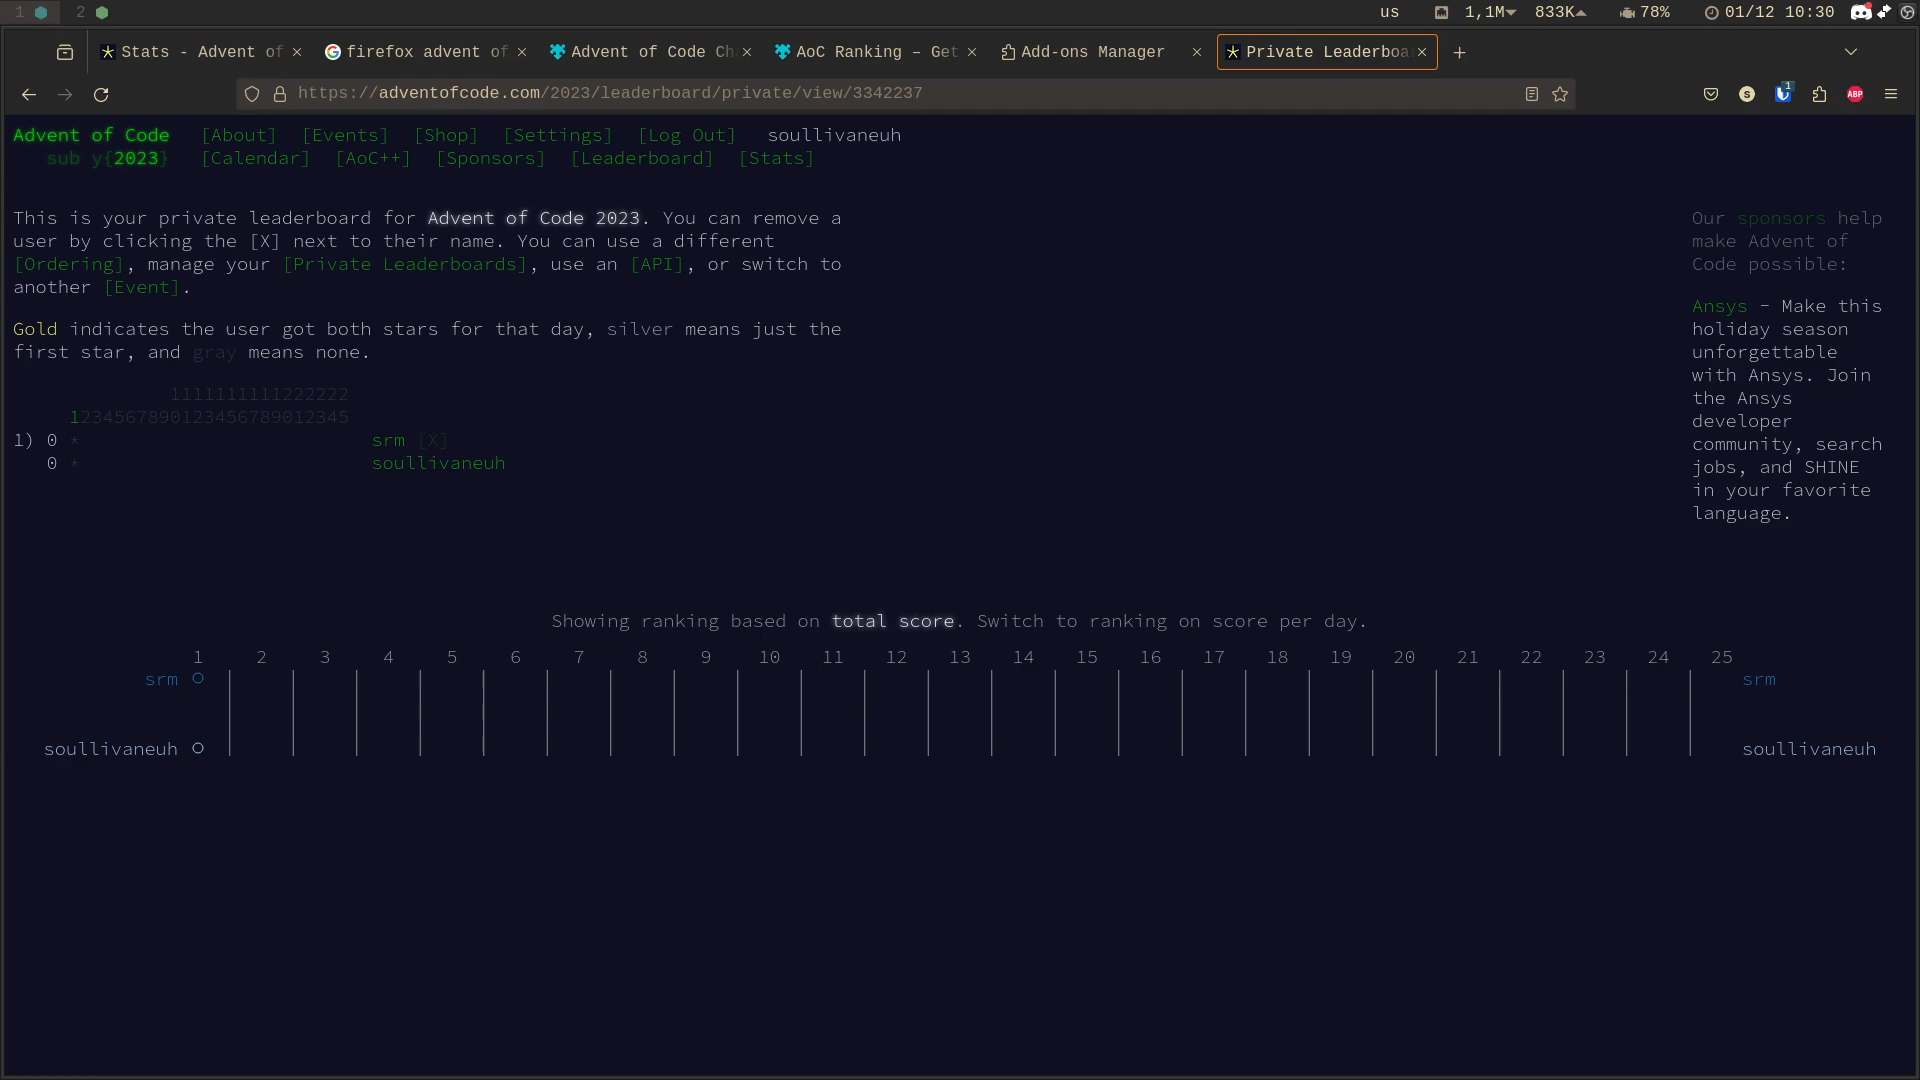 1 2 us 1,1M 833K 78% 01/12 10:30
Stats - Advent of firefox advent of Advent of Code Ch AoC Ranking – Get Add-ons Manager Private Leaderboa
https://adventofcode.com/2023/leaderboard/private/view/3342237 S 1 ABP
Advent of Code [About] [Events] [Shop] [Settings] [Log Out] soullivaneuh
sub y{2023} [Calendar] [AoC++] [Sponsors] [Leaderboard] [Stats]
This is your private leaderboard for Advent of Code 2023. You can remove a
user by clicking the [X] next to their name. You can use a different
[Ordering], manage your [Private Leaderboards], use an [API], or switch to
another [Event].
Gold indicates the user got both stars for that day, silver means just the
first star, and gray means none.
1111111111222222
1234567890123456789012345
1) 0 * srm [X]
0 * soullivaneuh
Our sponsors help
make Advent of
Code possible:
Ansys - Make this
holiday season
unforgettable
with Ansys. Join
the Ansys
developer
community, search
jobs, and SHINE
in your favorite
language.
Showing ranking based on total score. Switch to ranking on score per day.
1 2 3 4 5 6 7 8 9 10 11 12 13 14 15 16 17 18 19 20 21 22 23 24 25
srm srm
soullivaneuh soullivaneuh